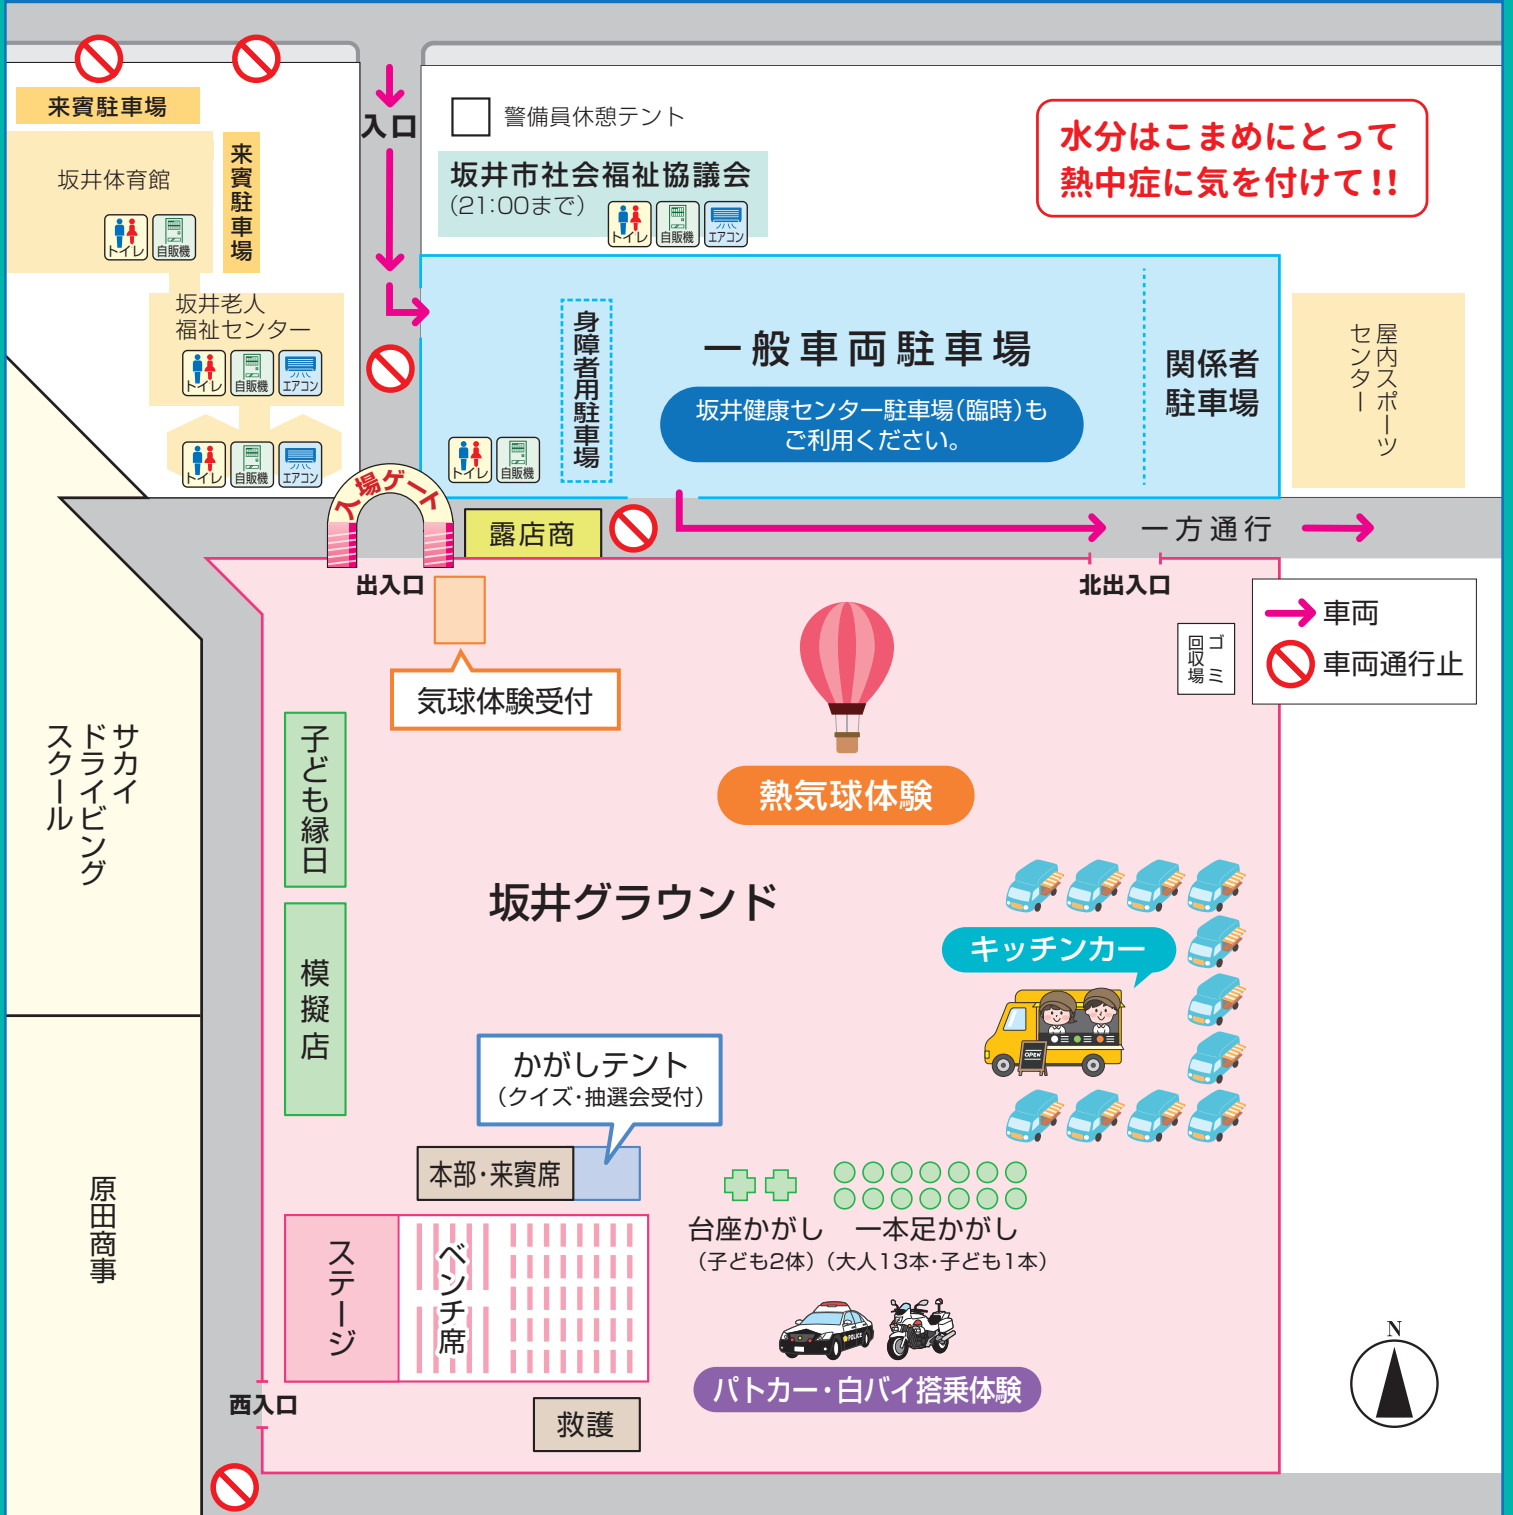 来賓駐車場
坂井体育館
トイレ
自販機
来賓駐車場
坂井老人
福祉センター
トイレ
自販機
エアコン
トイレ
自販機
エアコン
入口
警備員休憩テント
坂井市社会福祉協議会
(21:00まで)
トイレ
自販機
エアコン
水分はこまめにとって
熱中症に気を付けて!!
身障者用駐車場
一般車両駐車場
坂井健康センター駐車場(臨時)も
ご利用ください。
トイレ
自販機
関係者
駐車場
屋内スポーツ
センター
入場ゲート
露店商
一方通行
出入口
北出入口
車両
車両通行止
ゴミ
回収場
気球体験受付
熱気球体験
サカイ
ドライビング
スクール
子ども縁日
坂井グラウンド
模擬店
キッチンカー
OPEN
かがしテント
(クイズ・抽選会受付)
本部・来賓席
台座かがし
(子ども2体)
一本足かがし
(大人13本・子ども1本)
原田商事
ステージ
ベンチ席
POLICE
パトカー・白バイ搭乗体験
西入口
救護
N